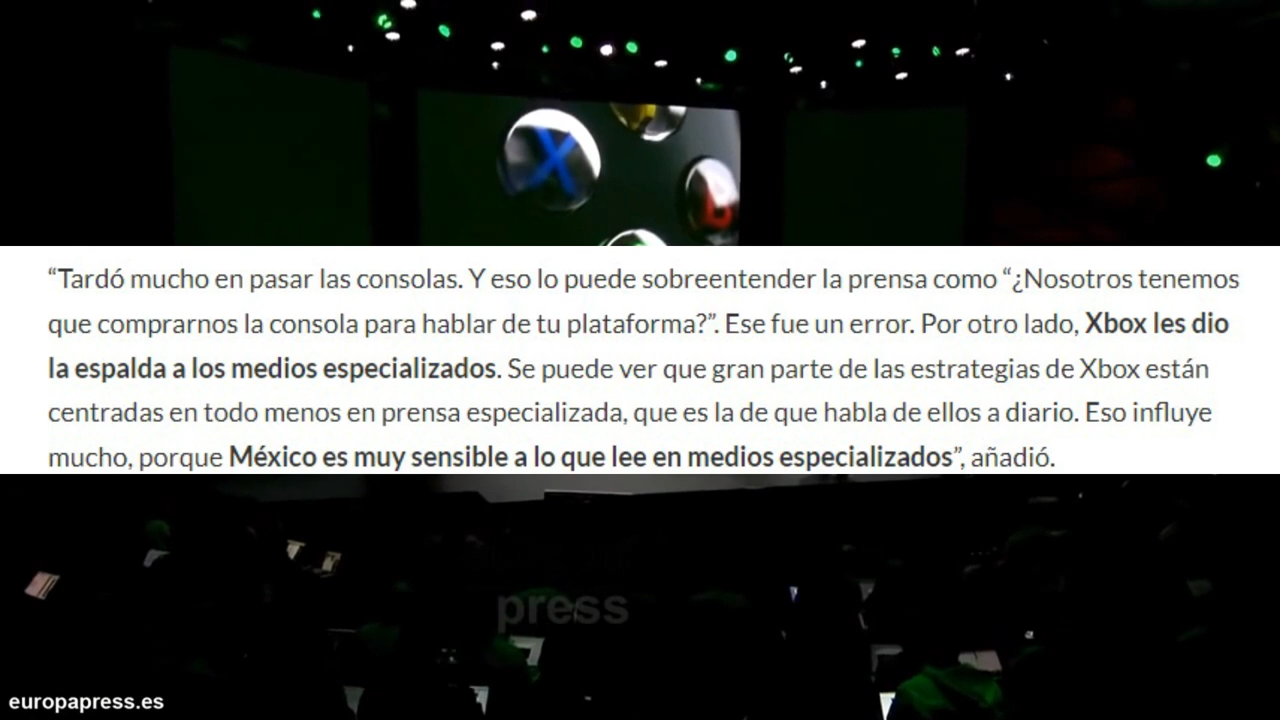 X
b
“Tardó mucho en pasar las consolas. Y eso lo puede sobreentender la prensa como “¿Nosotros tenemos
que comprarnos la consola para hablar de tu plataforma?”. Ese fue un error. Por otro lado, Xbox les dio
la espalda a los medios especializados. Se puede ver que gran parte de las estrategias de Xbox están
centradas en todo menos en prensa especializada, que es la de que habla de ellos a diario. Eso influye
mucho, porque México es muy sensible a lo que lee en medios especializados”, añadió.
press
europapress.es